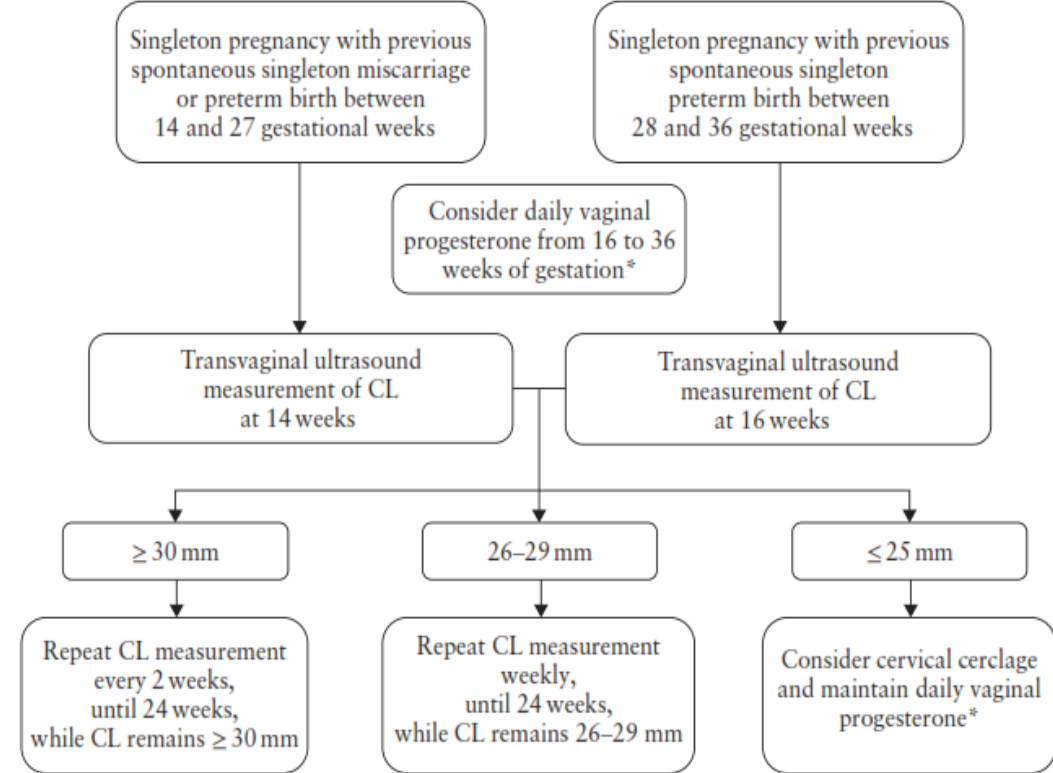 Singleton pregnancy with previous
spontaneous singleton miscarriage
or preterm birth between
14 and 27 gestational weeks
Singleton pregnancy with previous
spontaneous singleton
preterm birth between
28 and 36 gestational weeks
Consider daily vaginal
progesterone from 16 to 36
weeks of gestation*
Transvaginal ultrasound
measurement of CL
at 14 weeks
Transvaginal ultrasound
measurement of CL
at 16 weeks
≥ 30 mm
26–29 mm
≤ 25 mm
Repeat CL measurement
every 2 weeks,
until 24 weeks,
while CL remains ≥ 30 mm
Repeat CL measurement
weekly,
until 24 weeks,
while CL remains 26–29 mm
Consider cervical cerclage
and maintain daily vaginal
progesterone*